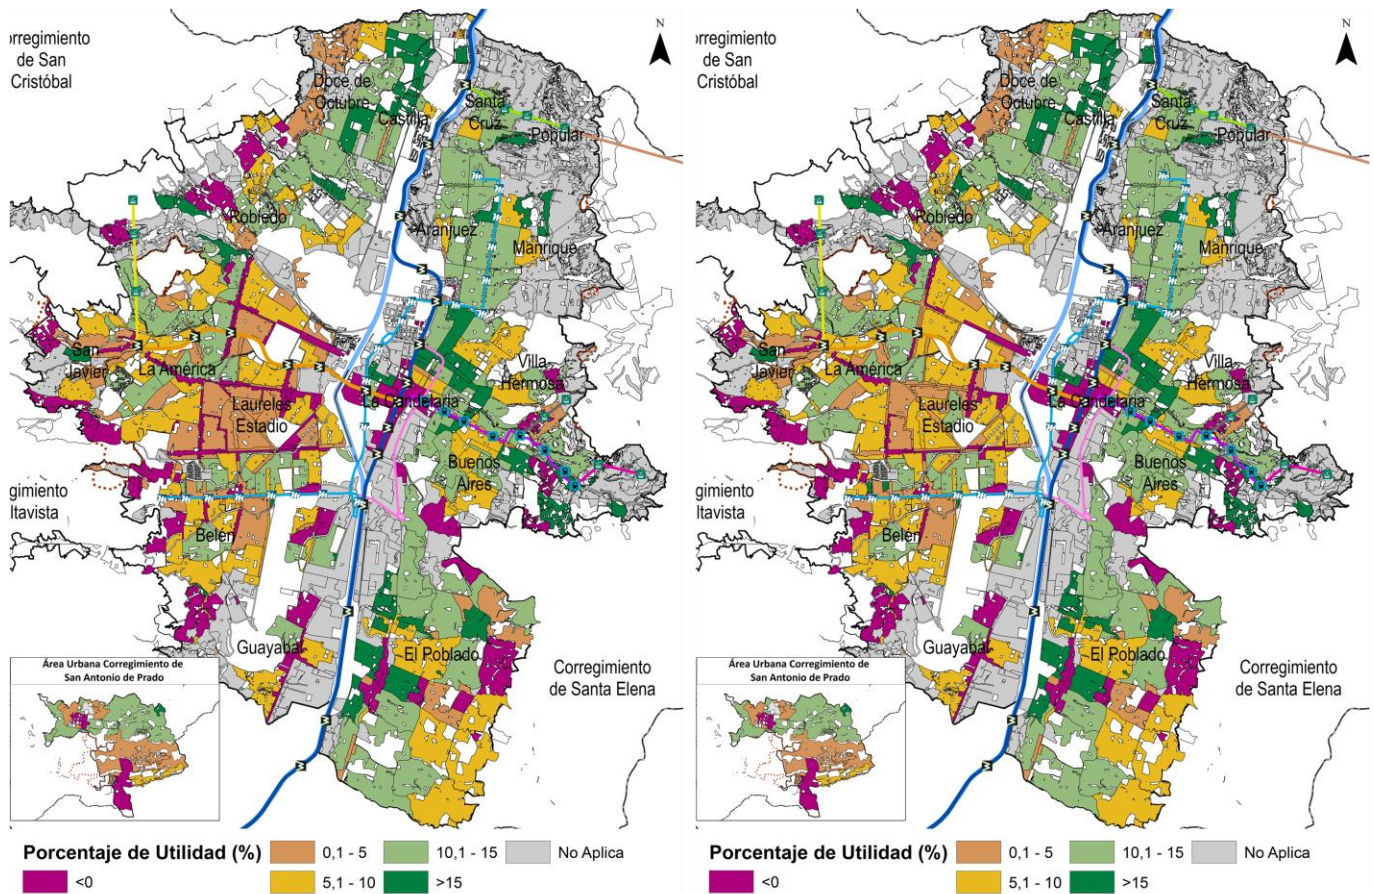 N
orregimiento
de San
Cristóbal
Doce de
Octubre
Castilla
Santa
Cruz
Popular
Robledo
Aranjuez
Manrique
San
Javier
La América
Villa
Hermosa
La Candelaria
Laureles
Estadio
Buenos
Aires
gimiento
ltavista
Belén
Guayabal
El Poblado
Corregimiento
de Santa Elena
Área Urbana Corregimiento de
San Antonio de Prado
Porcentaje de Utilidad (%)
<0
0,1 - 5
5,1 - 10
10,1 - 15
>15
No Aplica
N
orregimiento
de San
Cristóbal
Doce de
Octubre
Castilla
Santa
Cruz
Popular
Robledo
Aranjuez
Manrique
San
Javier
La América
Villa
Hermosa
La Candelaria
Laureles
Estadio
Buenos
Aires
gimiento
ltavista
Belén
Guayabal
El Poblado
Corregimiento
de Santa Elena
Área Urbana Corregimiento de
San Antonio de Prado
Porcentaje de Utilidad (%)
<0
0,1 - 5
5,1 - 10
10,1 - 15
>15
No Aplica